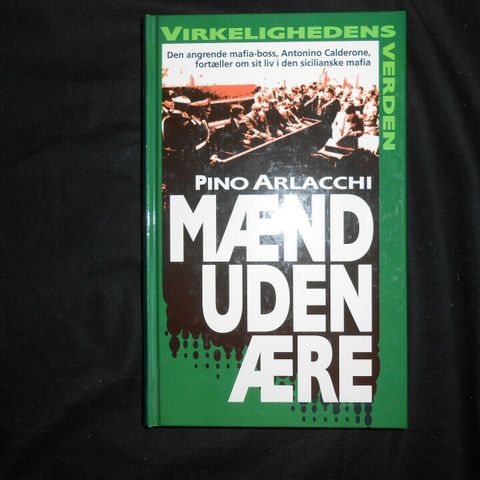 VIRKELIGHEDENS
VERDEN
Den angrende mafia-boss, Antonino Calderone,
fortæller om sit liv i den sicilianske mafia
PINO ARLACCHI
MÆND
UDEN
ÆRE